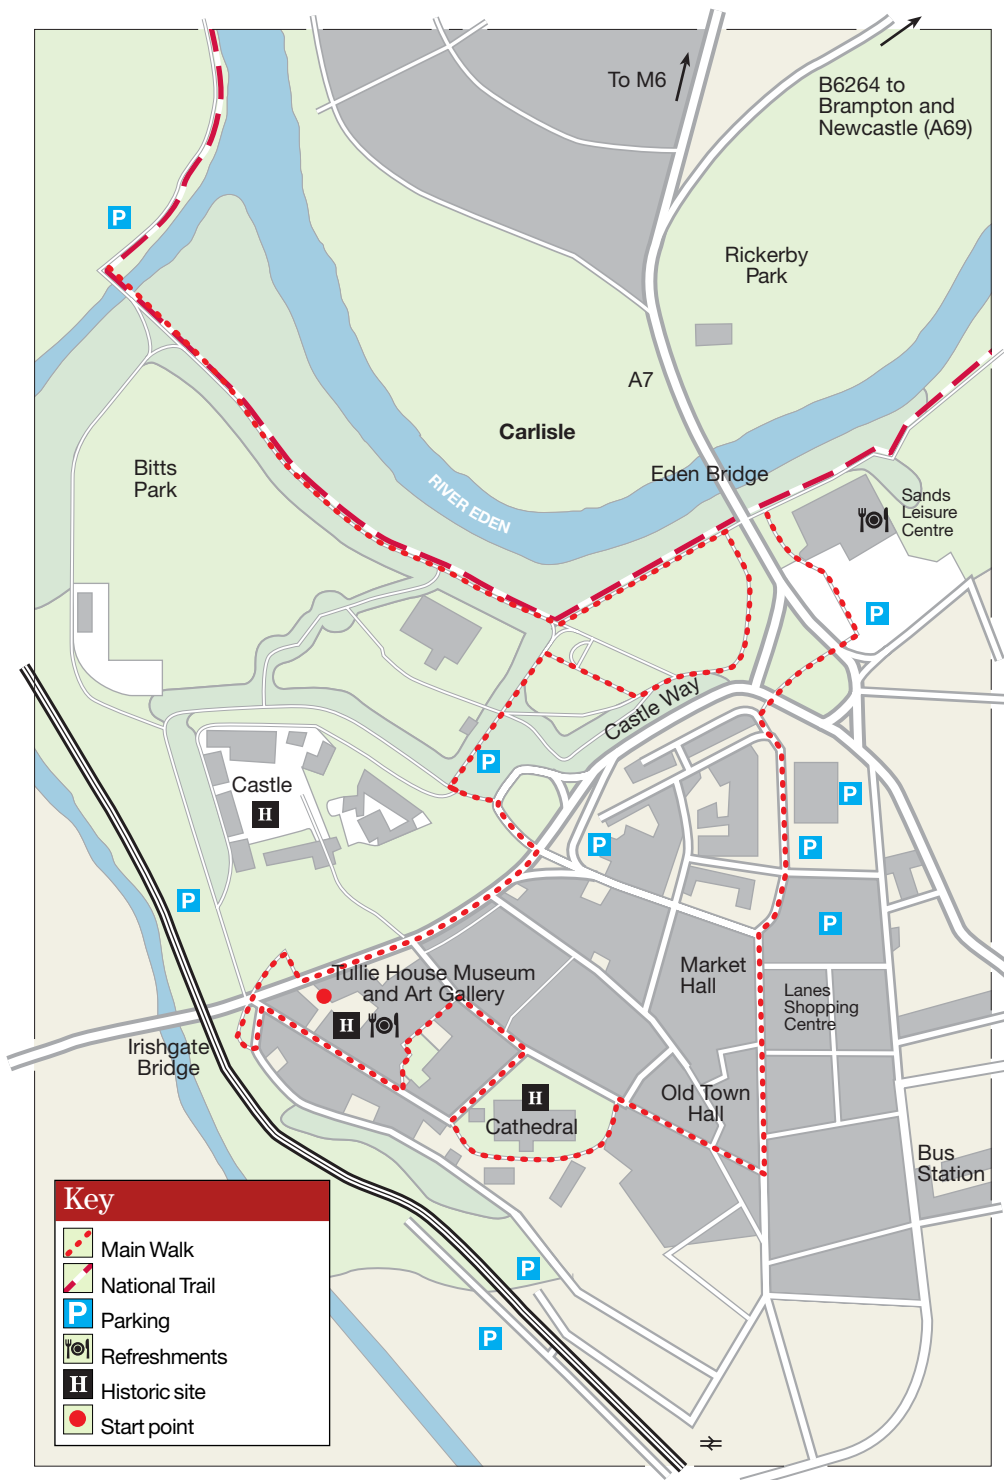 To M6
B6264 to
Brampton and
Newcastle (A69)
P
Rickerby
Park
A7
Carlisle
Eden Bridge
Bitts
Park
RIVER EDEN
Sands
Leisure
Centre
P
Castle Way
P
Castle
H
P
P
P
P
P
Market
Hall
Tullie House Museum
and Art Gallery
H
Lanes
Shopping
Centre
Irishgate
Bridge
H
Cathedral
Old Town
Hall
Bus
Station
P
P
Key
Main Walk
National Trail
P Parking
Refreshments
H Historic site
Start point